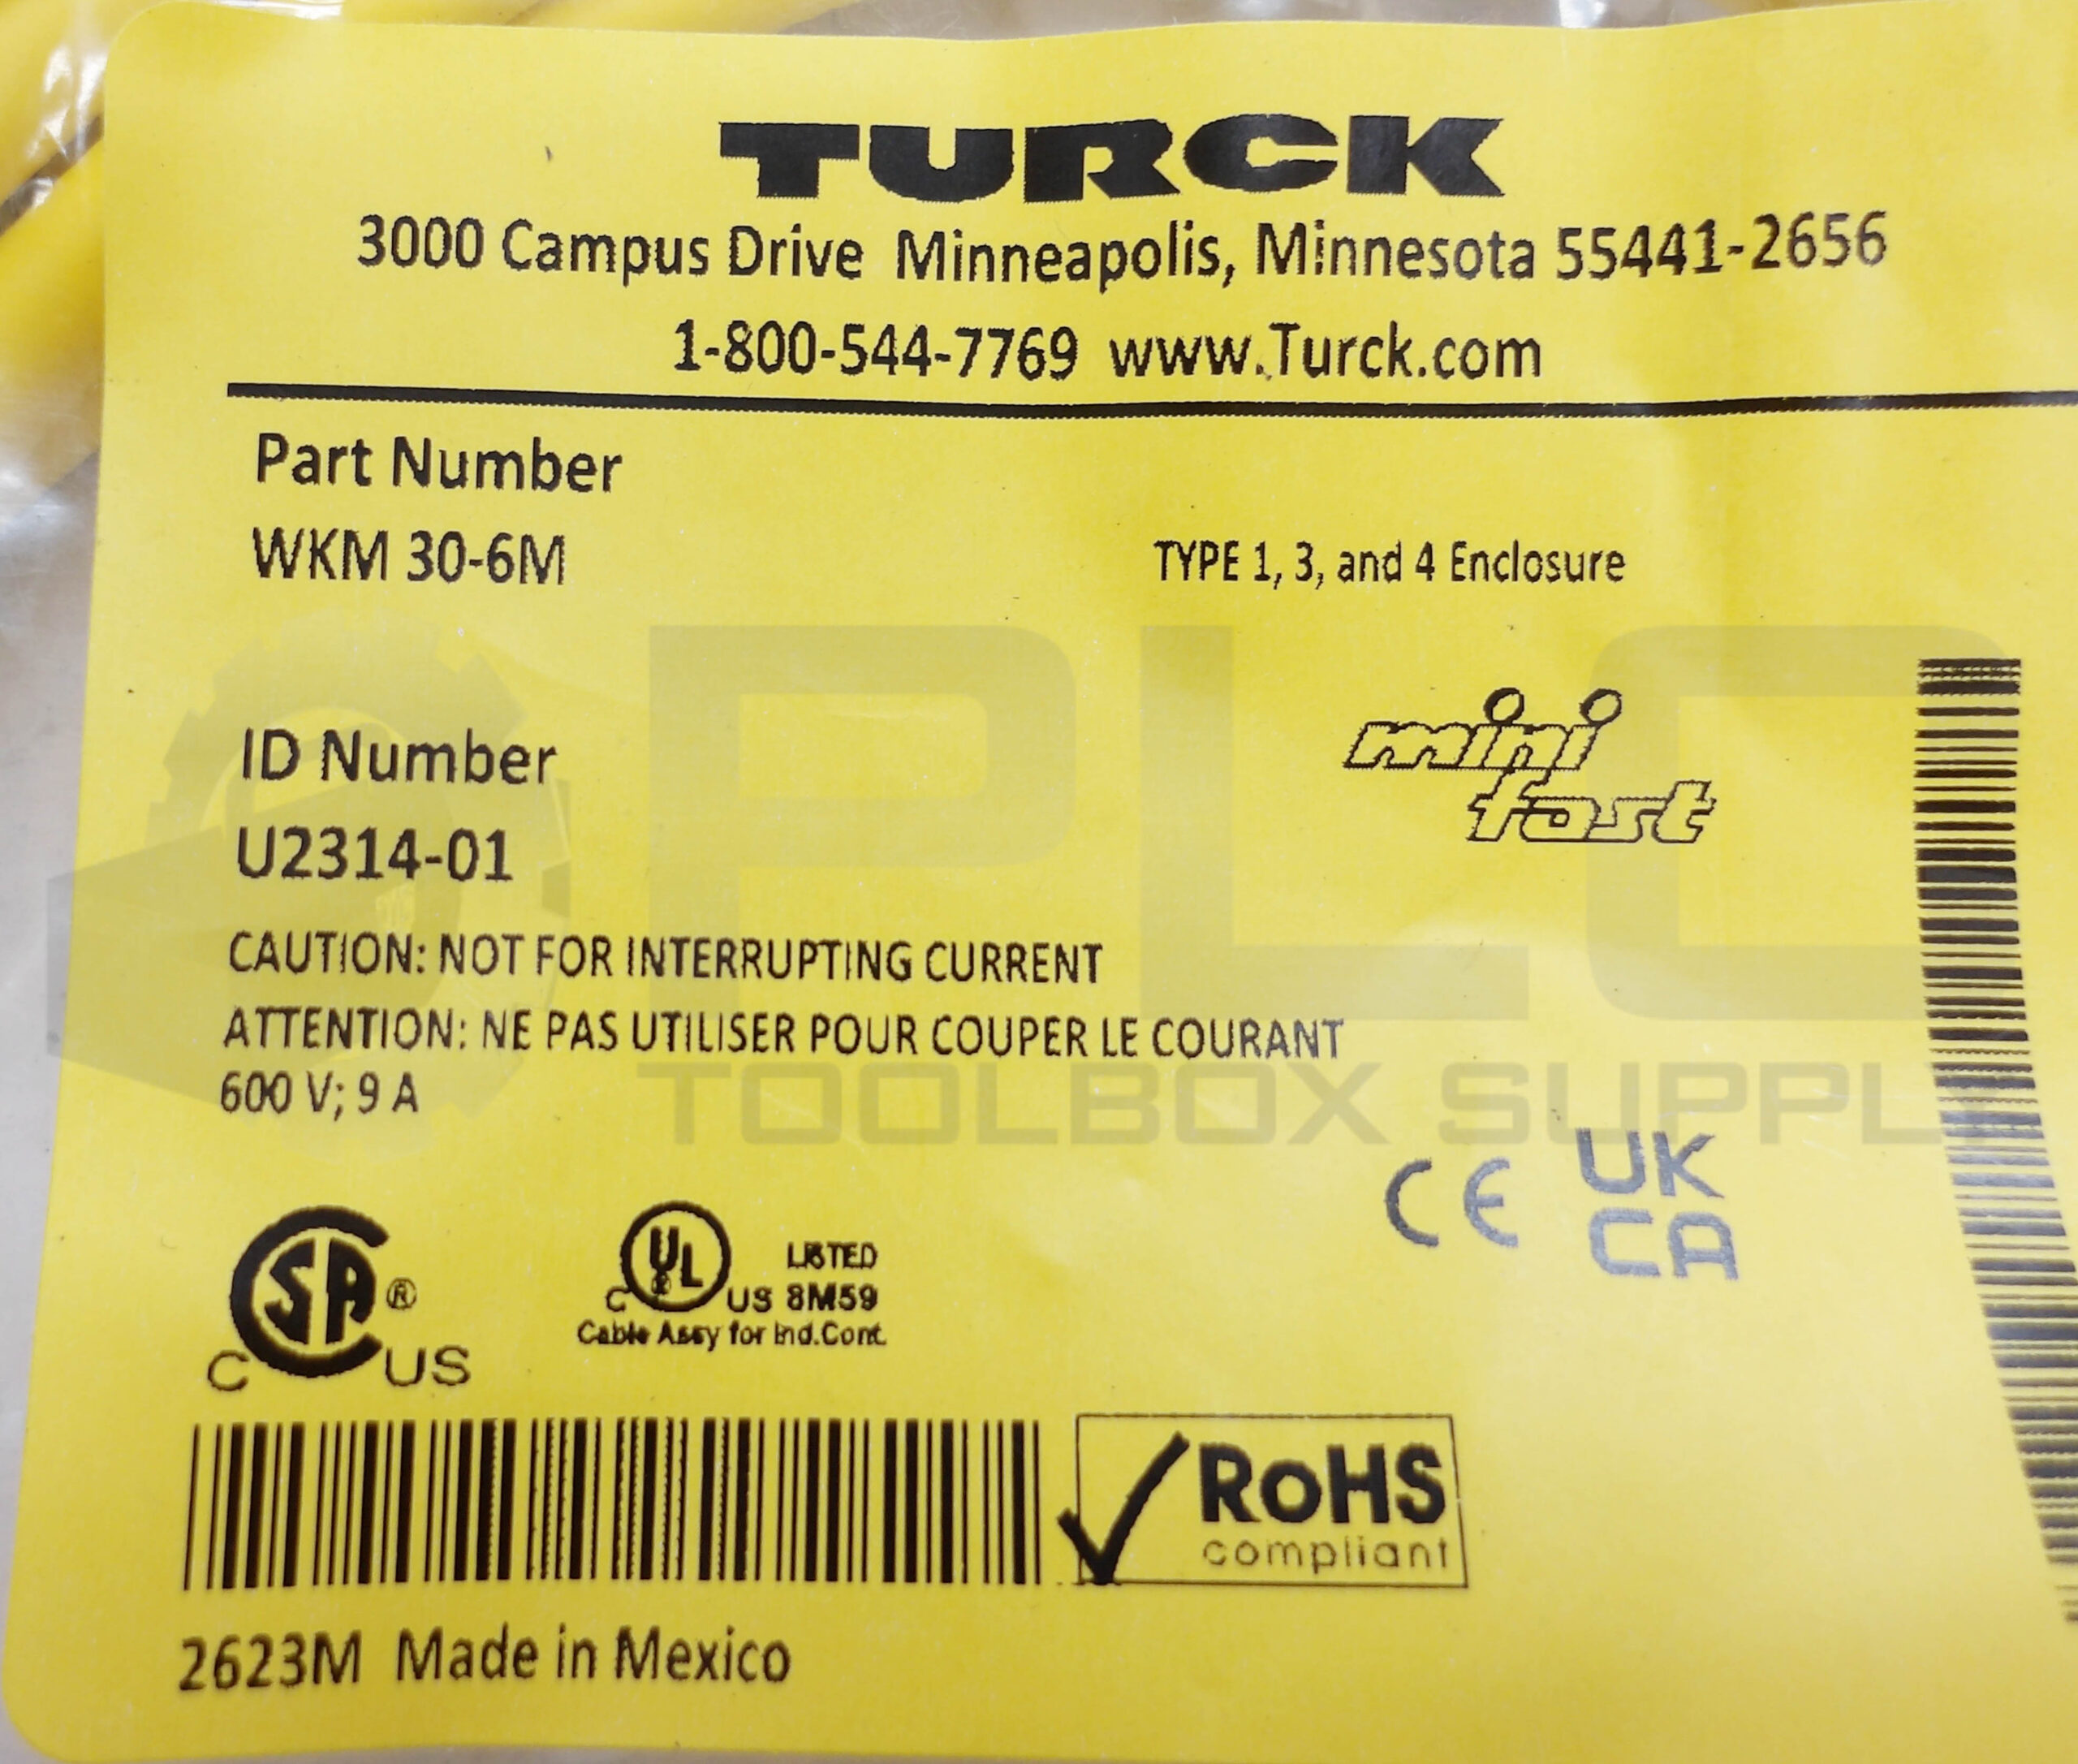 TURCK
3000 Campus Drive Minneapolis, Minnesota 55441-2656
1-800-544-7769 www.Turck.com
Part Number
WKM 30-6M
TYPE 1, 3, and 4 Enclosure
mini
fast
ID Number
U2314-01
CAUTION: NOT FOR INTERRUPTING CURRENT
ATTENTION: NE PAS UTILISER POUR COUPER LE COURANT
600 V; 9 A
PLC
TOOLBOX SUPPLY
CE
UK
CA
CSA®
C US
UL®
LISTED
C US 8M59
Cable Assy for Ind.Cont.
RoHS
compliant
2623M Made in Mexico